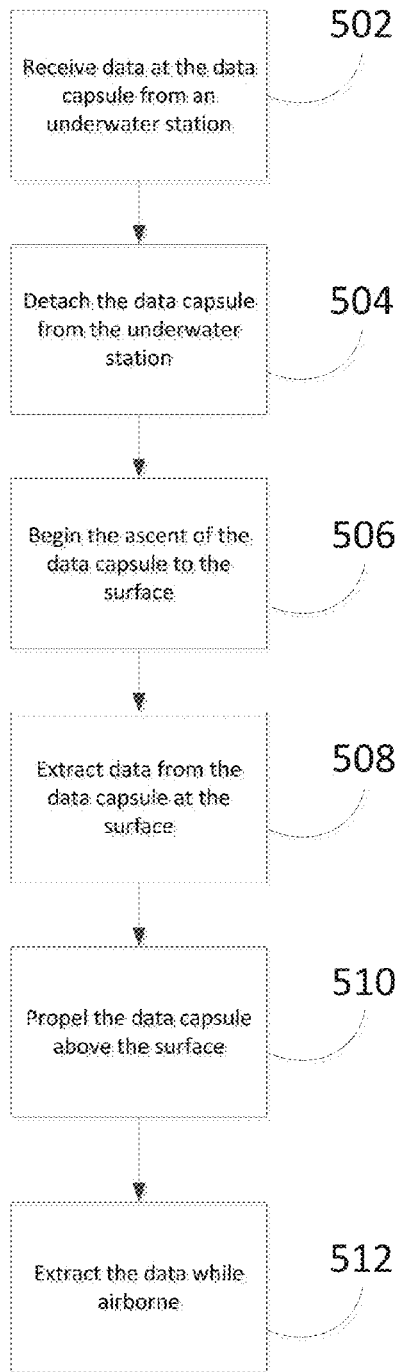 502
Receive data at the data
capsule from an
underwater station
504
Detach the data capsule
from the underwater
station
506
Begin the ascent of the
data capsule to the
surface
508
Extract data from the
data capsule at the
surface
510
Propel the data capsule
above the surface
512
Extract the data while
airborne